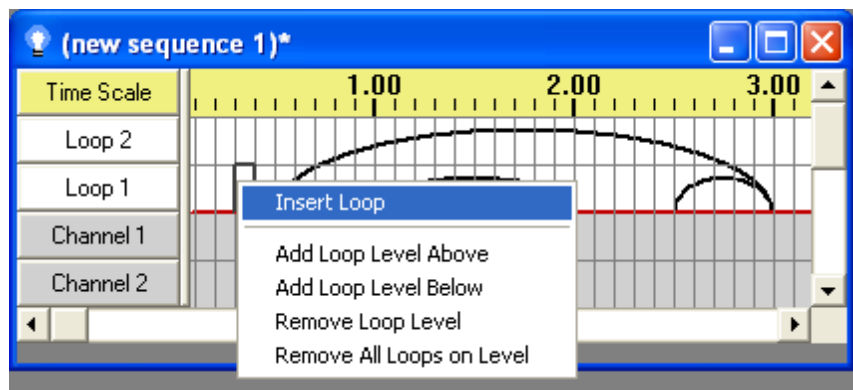 (new sequence 1)*
Time Scale 1.00 2.00 3.00
Loop 2
Loop 1
Channel 1
Channel 2
Insert Loop
Add Loop Level Above
Add Loop Level Below
Remove Loop Level
Remove All Loops on Level